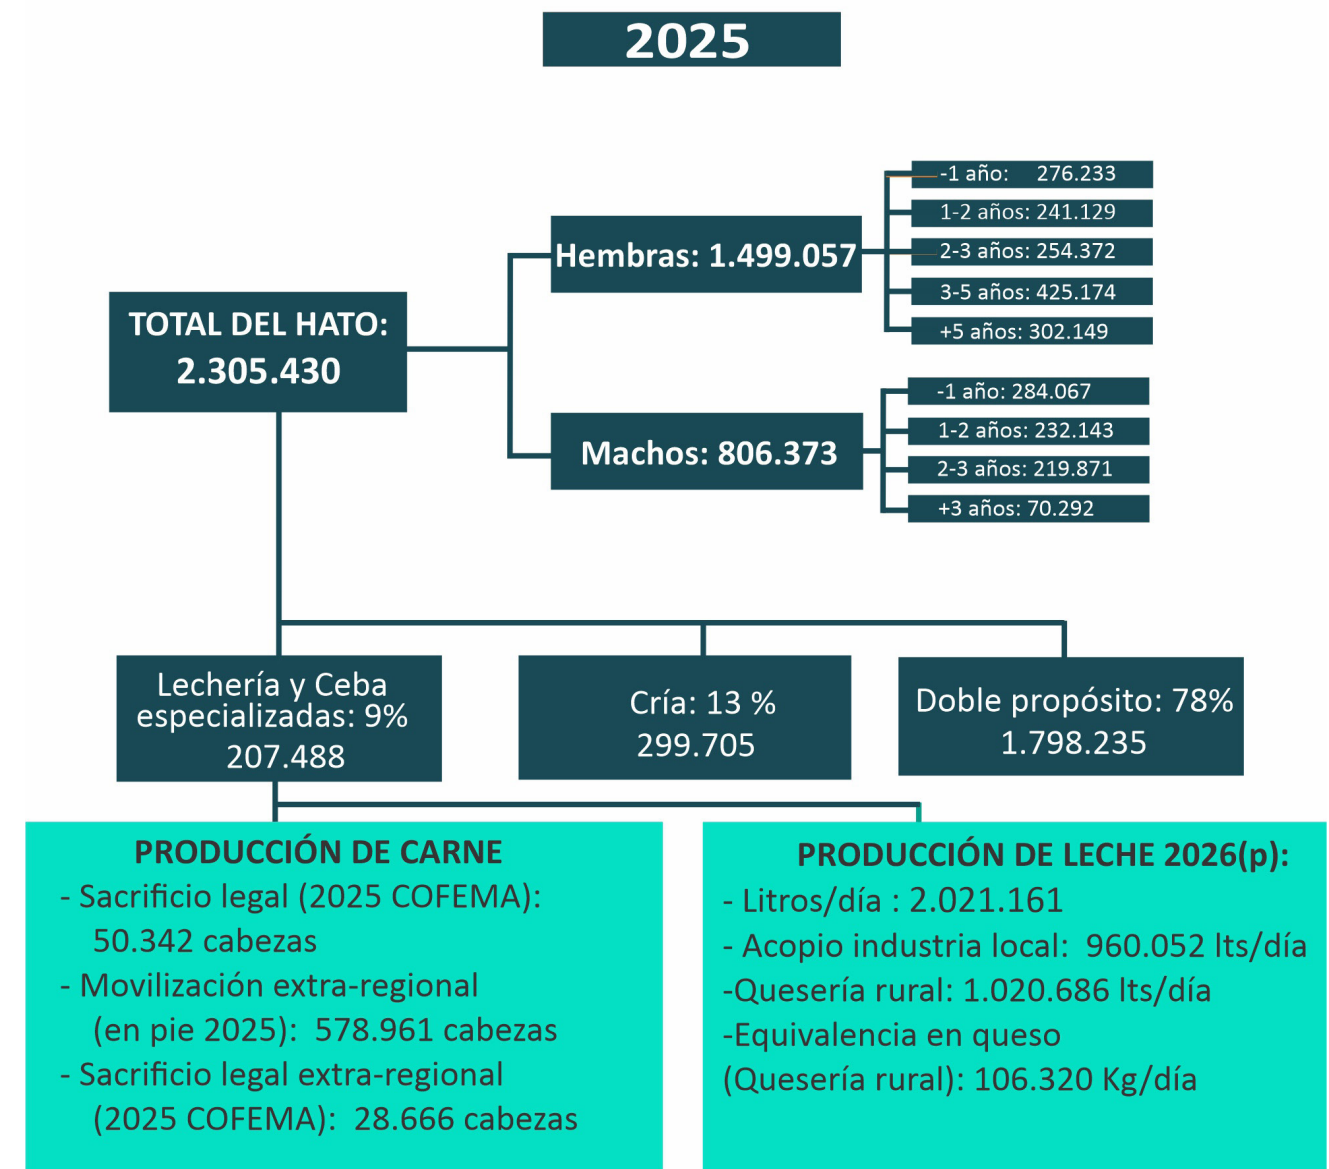 2025
TOTAL DEL HATO:
2.305.430
Hembras: 1.499.057
-1 año: 276.233
1-2 años: 241.129
2-3 años: 254.372
3-5 años: 425.174
+5 años: 302.149
Machos: 806.373
-1 año: 284.067
1-2 años: 232.143
2-3 años: 219.871
+3 años: 70.292
Lechería y Ceba
especializadas: 9%
207.488
Cría: 13 %
299.705
Doble propósito: 78%
1.798.235
PRODUCCIÓN DE CARNE
- Sacrificio legal (2025 COFEMA):
50.342 cabezas
- Movilización extra-regional
(en pie 2025): 578.961 cabezas
- Sacrificio legal extra-regional
(2025 COFEMA): 28.666 cabezas
PRODUCCIÓN DE LECHE 2026(p):
- Litros/día : 2.021.161
- Acopio industria local: 960.052 lts/día
-Quesería rural: 1.020.686 lts/día
-Equivalencia en queso
(Quesería rural): 106.320 Kg/día